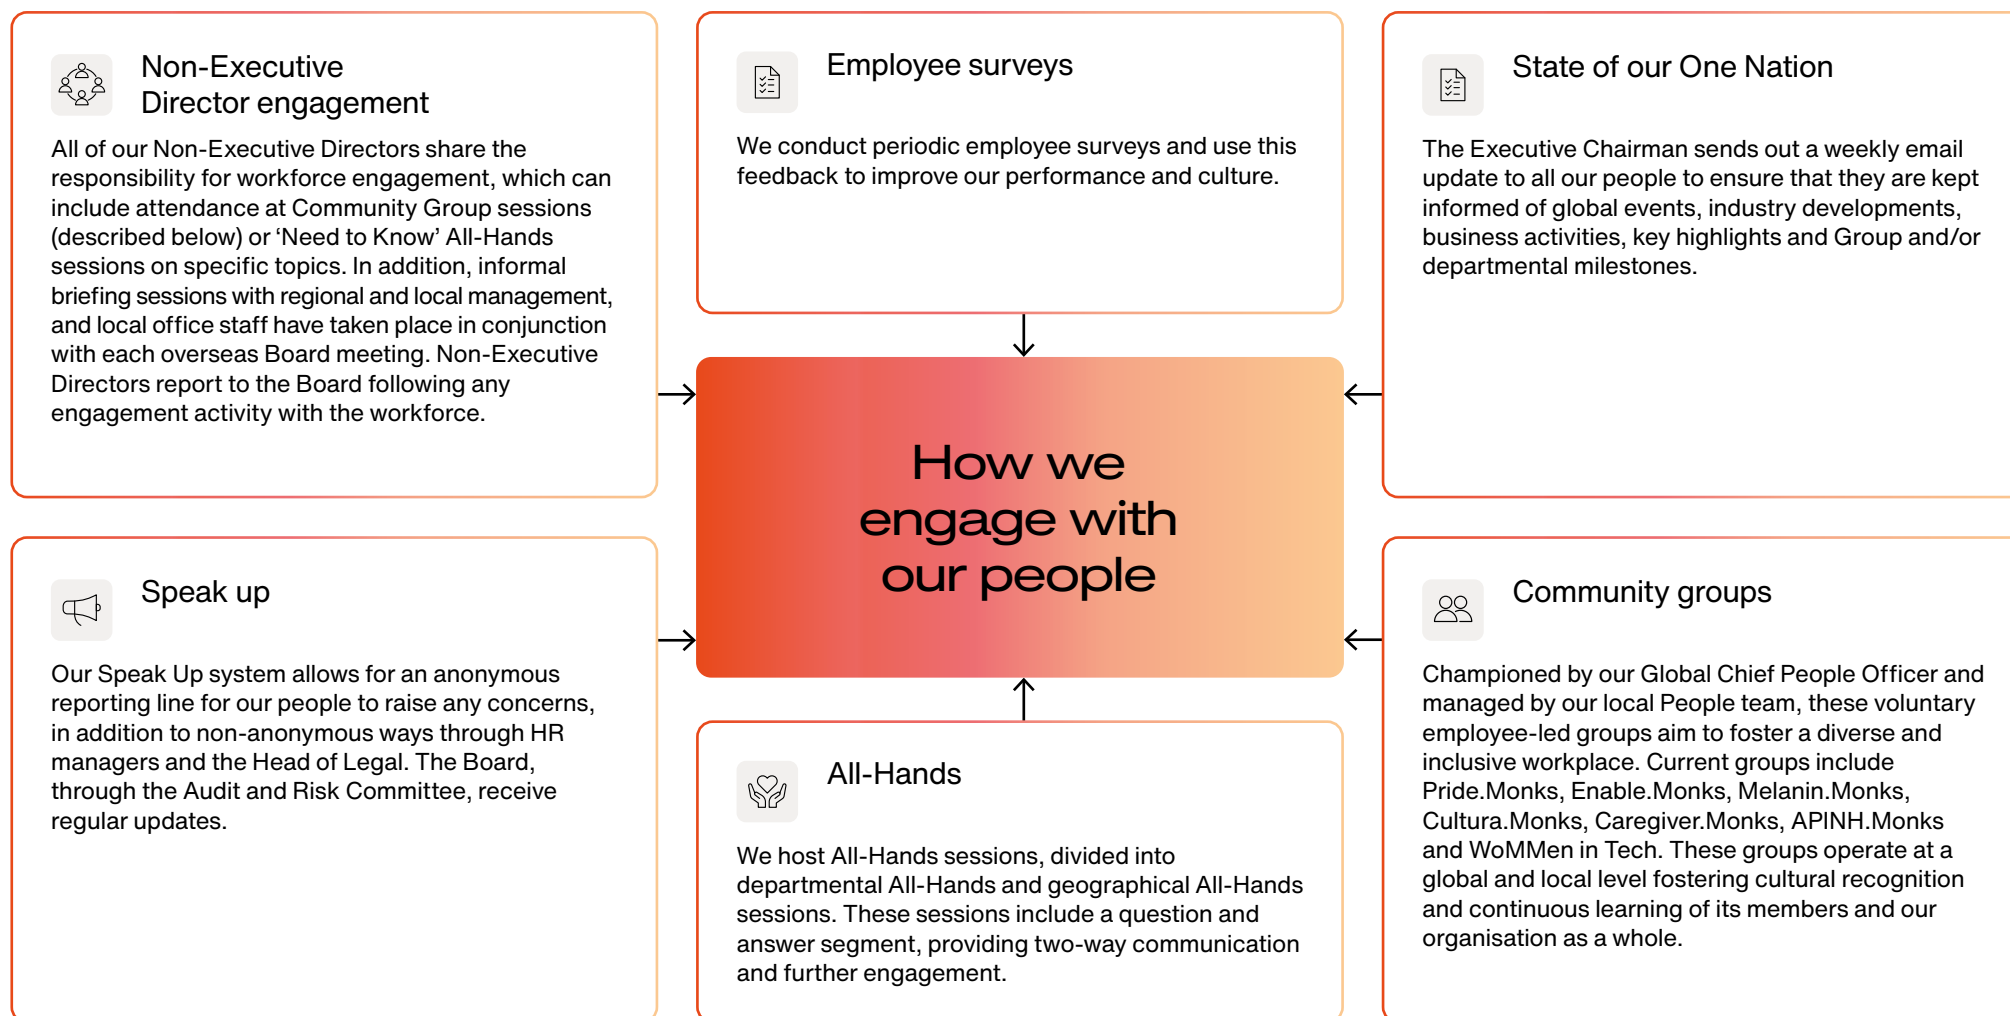 Non-Executive
Director engagement
All of our Non-Executive Directors share the
responsibility for workforce engagement, which can
include attendance at Community Group sessions
(described below) or ‘Need to Know’ All-Hands
sessions on specific topics. In addition, informal
briefing sessions with regional and local management,
and local office staff have taken place in conjunction
with each overseas Board meeting. Non-Executive
Directors report to the Board following any
engagement activity with the workforce.
Employee surveys
We conduct periodic employee surveys and use this
feedback to improve our performance and culture.
State of our One Nation
The Executive Chairman sends out a weekly email
update to all our people to ensure that they are kept
informed of global events, industry developments,
business activities, key highlights and Group and/or
departmental milestones.
How we
engage with
our people
Speak up
Our Speak Up system allows for an anonymous
reporting line for our people to raise any concerns,
in addition to non-anonymous ways through HR
managers and the Head of Legal. The Board,
through the Audit and Risk Committee, receive
regular updates.
All-Hands
We host All-Hands sessions, divided into
departmental All-Hands and geographical All-Hands
sessions. These sessions include a question and
answer segment, providing two-way communication
and further engagement.
Community groups
Championed by our Global Chief People Officer and
managed by our local People team, these voluntary
employee-led groups aim to foster a diverse and
inclusive workplace. Current groups include
Pride.Monks, Enable.Monks, Melanin.Monks,
Cultura.Monks, Caregiver.Monks, APINH.Monks
and WoMMen in Tech. These groups operate at a
global and local level fostering cultural recognition
and continuous learning of its members and our
organisation as a whole.